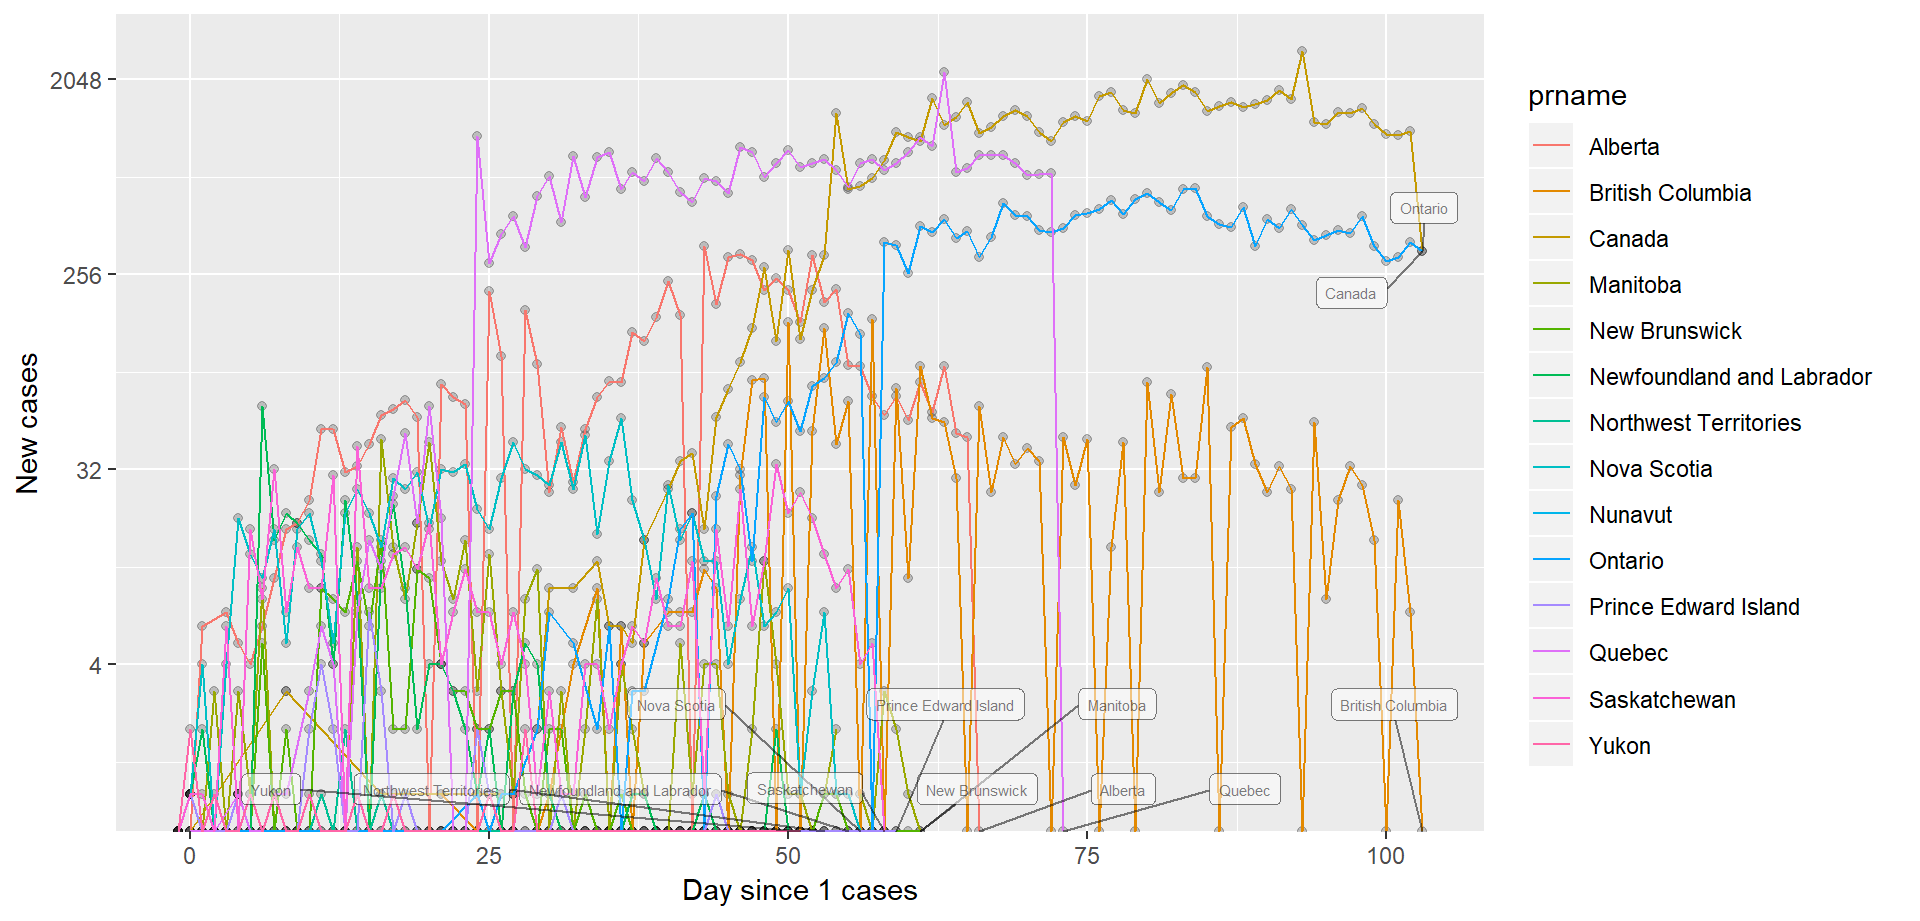 2048
256
32
4
New cases
0
25
50
75
100
Day since 1 cases
Ontario
Canada
Nova Scotia
Prince Edward Island
Manitoba
British Columbia
Yukon
Northwest Territories
Newfoundland and Labrador
Saskatchewan
New Brunswick
Alberta
Quebec
prname
Alberta
British Columbia
Canada
Manitoba
New Brunswick
Newfoundland and Labrador
Northwest Territories
Nova Scotia
Nunavut
Ontario
Prince Edward Island
Quebec
Saskatchewan
Yukon